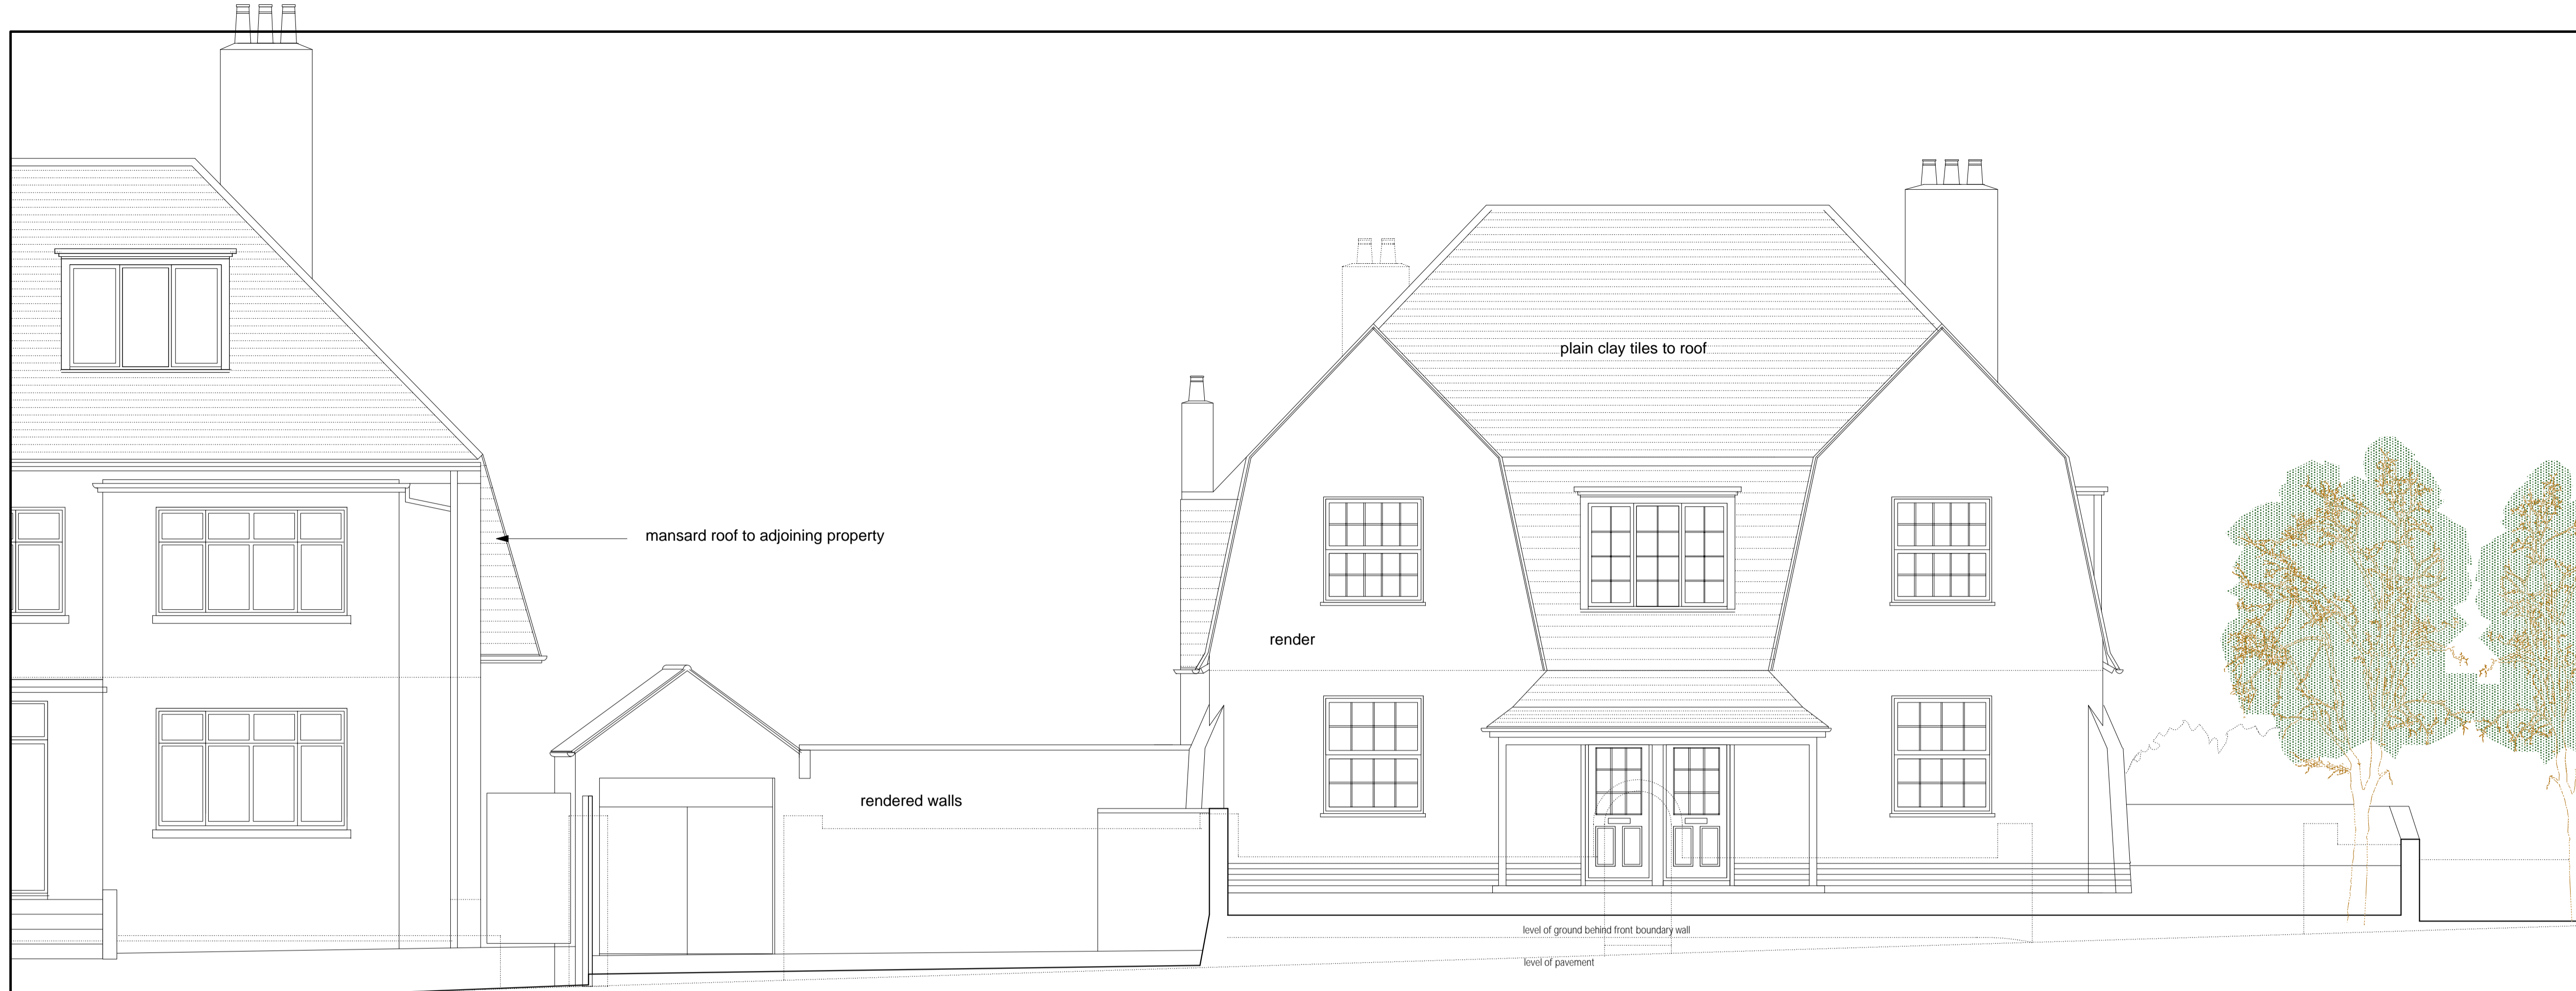 plain clay tiles to roof
mansard roof to adjoining property
render
rendered walls
level of ground behind front boundary wall
level of pavement